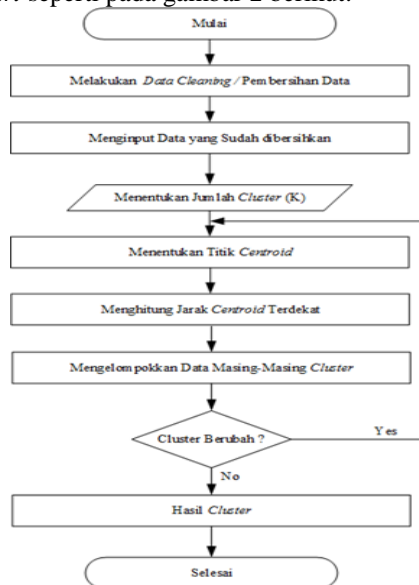 seperti pada gambar 2 berikut:
Mulai
Melakukan Data Cleaning / Pembersihan Data
Menginput Data yang Sudah dibersihkan
Menentukan Jumlah Cluster (K)
Menentukan Titik Centroid
Menghitung Jarak Centroid Terdekat
Mengelompokkan Data Masing-Masing Cluster
Cluster Berubah ?
Yes
No
Hasil Cluster
Selesai